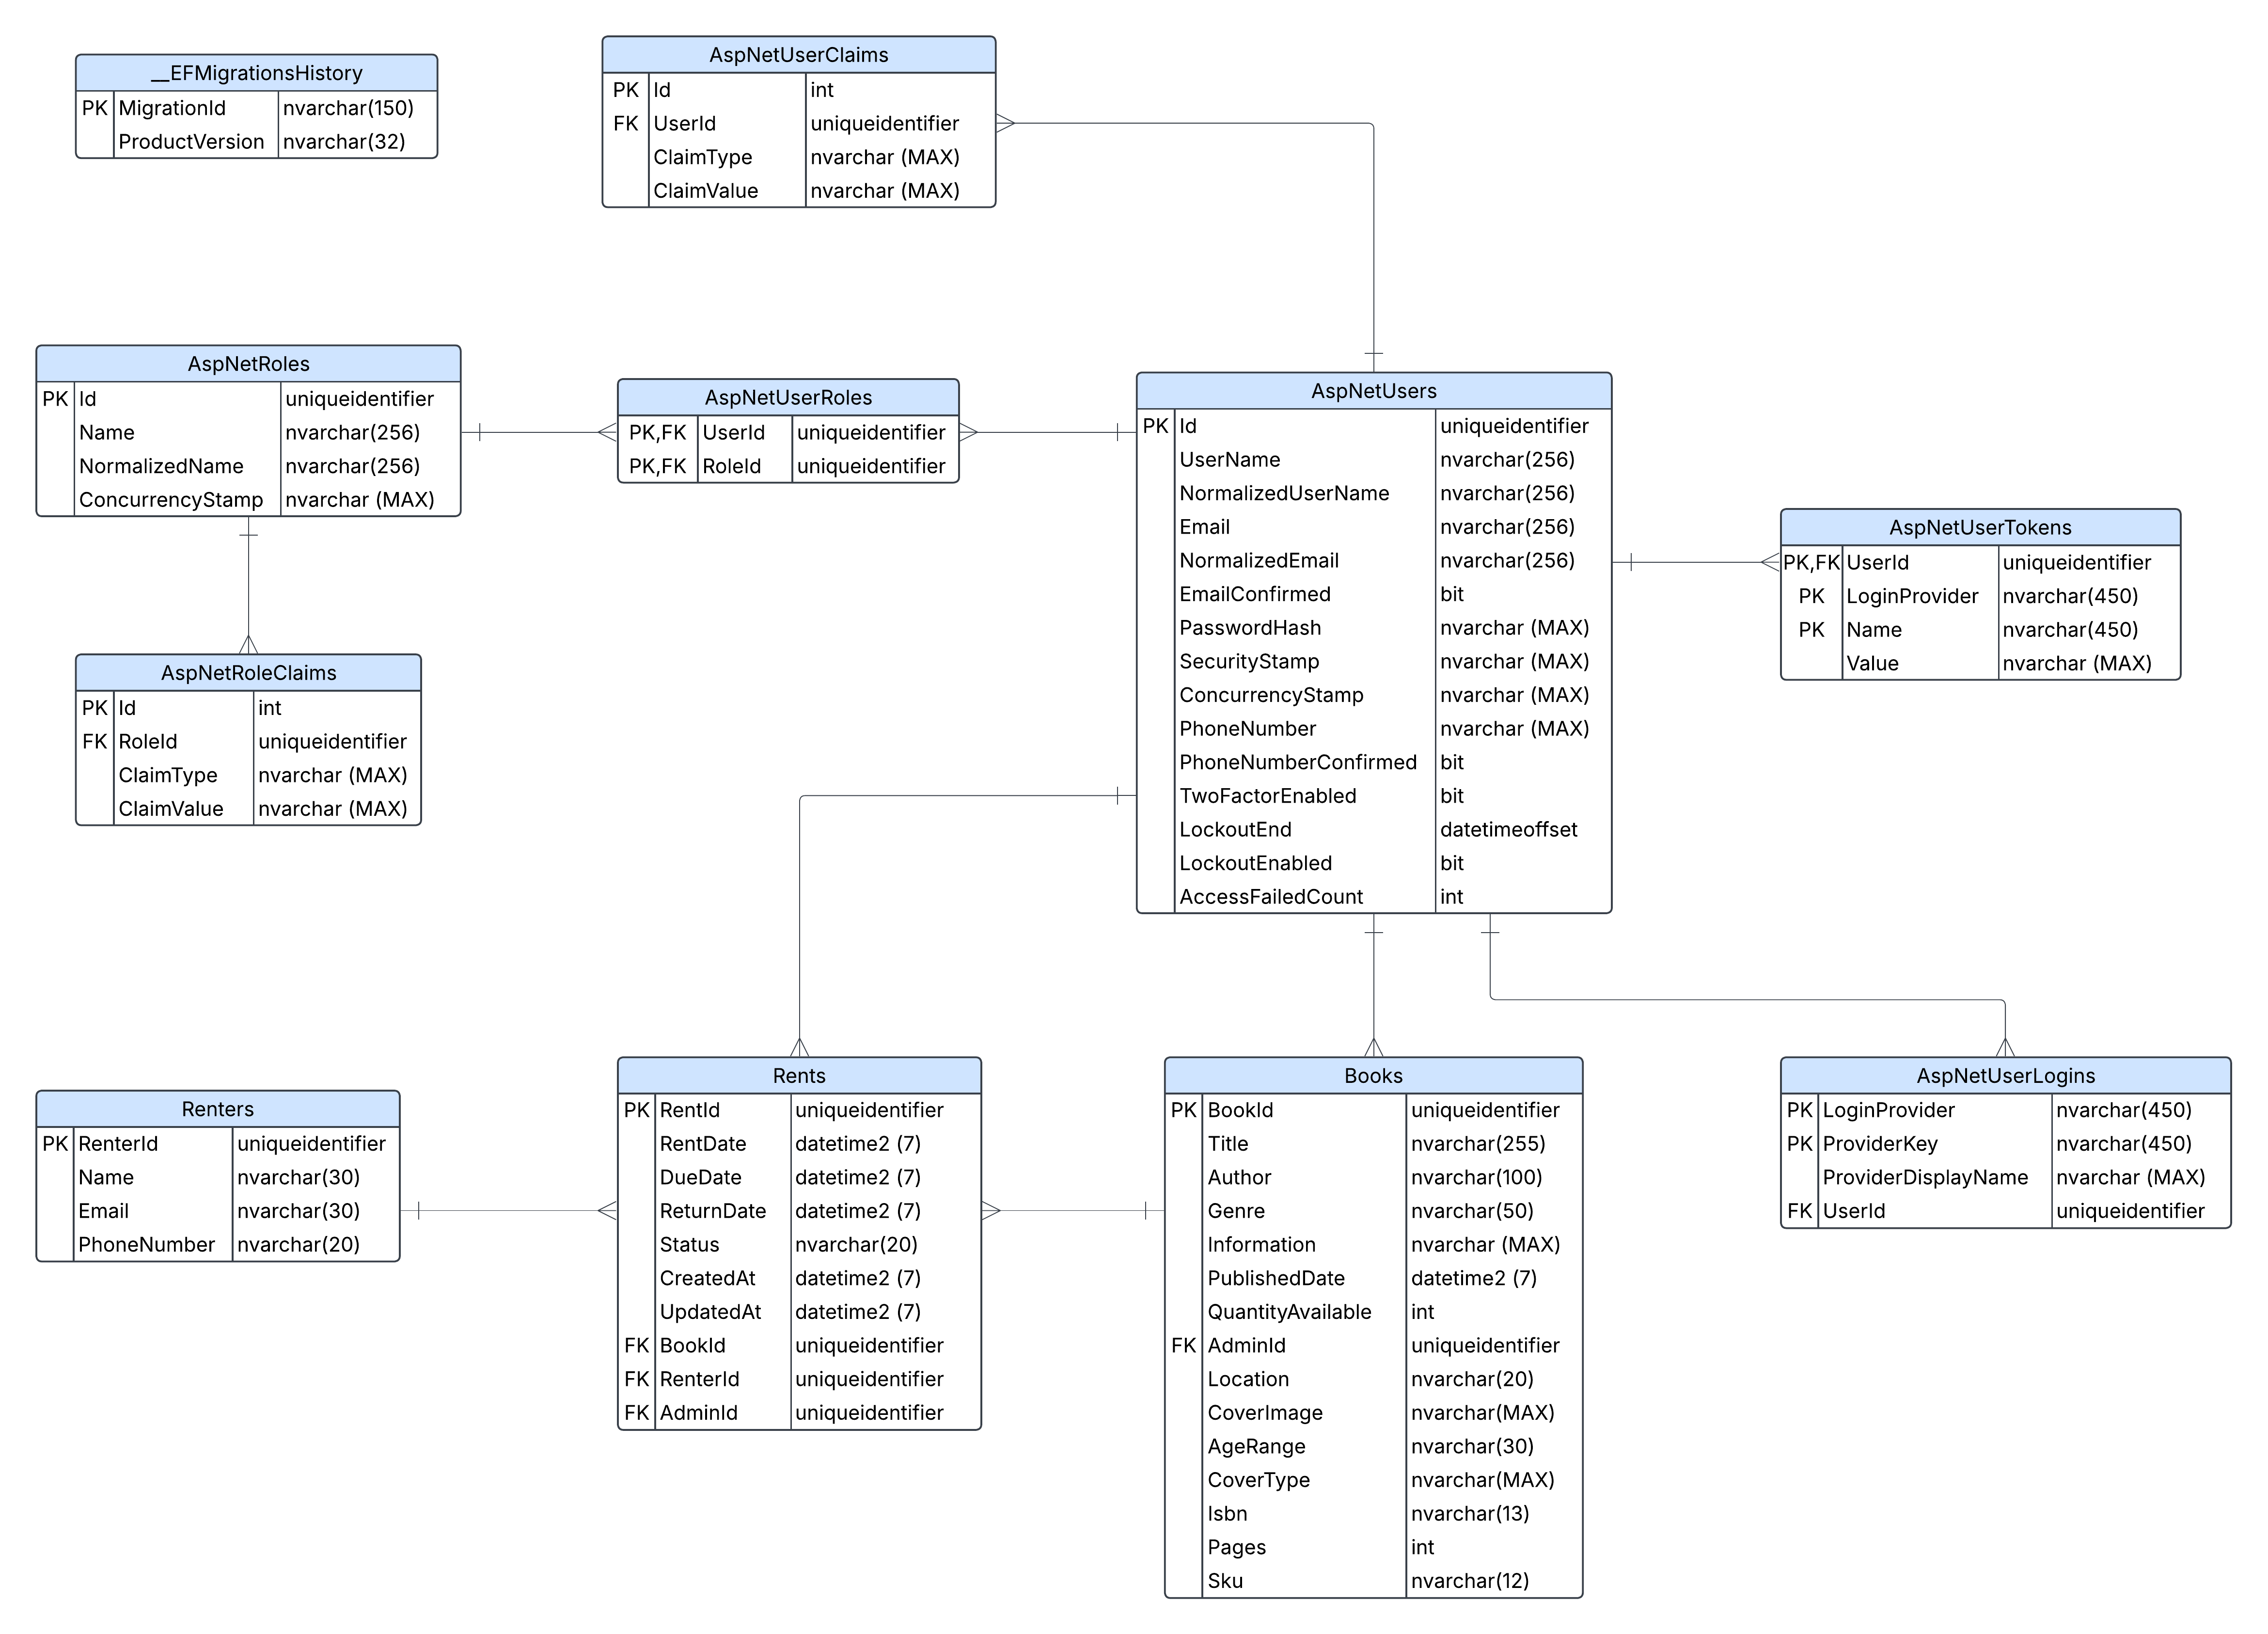 __EFMigrationsHistory
PK MigrationId nvarchar(150)
ProductVersion nvarchar(32)
AspNetUserClaims
PK Id int
FK UserId uniqueidentifier
ClaimType nvarchar (MAX)
ClaimValue nvarchar (MAX)
AspNetRoles
PK Id uniqueidentifier
Name nvarchar(256)
NormalizedName nvarchar(256)
ConcurrencyStamp nvarchar (MAX)
AspNetUserRoles
PK,FK UserId uniqueidentifier
PK,FK RoleId uniqueidentifier
AspNetUsers
PK Id uniqueidentifier
UserName nvarchar(256)
NormalizedUserName nvarchar(256)
Email nvarchar(256)
NormalizedEmail nvarchar(256)
EmailConfirmed bit
PasswordHash nvarchar (MAX)
SecurityStamp nvarchar (MAX)
ConcurrencyStamp nvarchar (MAX)
PhoneNumber nvarchar (MAX)
PhoneNumberConfirmed bit
TwoFactorEnabled bit
LockoutEnd datetimeoffset
LockoutEnabled bit
AccessFailedCount int
AspNetUserTokens
PK,FK UserId uniqueidentifier
PK LoginProvider nvarchar(450)
PK Name nvarchar(450)
Value nvarchar (MAX)
AspNetRoleClaims
PK Id int
FK RoleId uniqueidentifier
ClaimType nvarchar (MAX)
ClaimValue nvarchar (MAX)
Renters
PK RenterId uniqueidentifier
Name nvarchar(30)
Email nvarchar(30)
PhoneNumber nvarchar(20)
Rents
PK RentId uniqueidentifier
RentDate datetime2 (7)
DueDate datetime2 (7)
ReturnDate datetime2 (7)
Status nvarchar(20)
CreatedAt datetime2 (7)
UpdatedAt datetime2 (7)
FK BookId uniqueidentifier
FK RenterId uniqueidentifier
FK AdminId uniqueidentifier
Books
PK BookId uniqueidentifier
Title nvarchar(255)
Author nvarchar(100)
Genre nvarchar(50)
Information nvarchar (MAX)
PublishedDate datetime2 (7)
QuantityAvailable int
FK AdminId uniqueidentifier
Location nvarchar(20)
CoverImage nvarchar(MAX)
AgeRange nvarchar(30)
CoverType nvarchar(MAX)
Isbn nvarchar(13)
Pages int
Sku nvarchar(12)
AspNetUserLogins
PK LoginProvider nvarchar(450)
PK ProviderKey nvarchar(450)
ProviderDisplayName nvarchar (MAX)
FK UserId uniqueidentifier